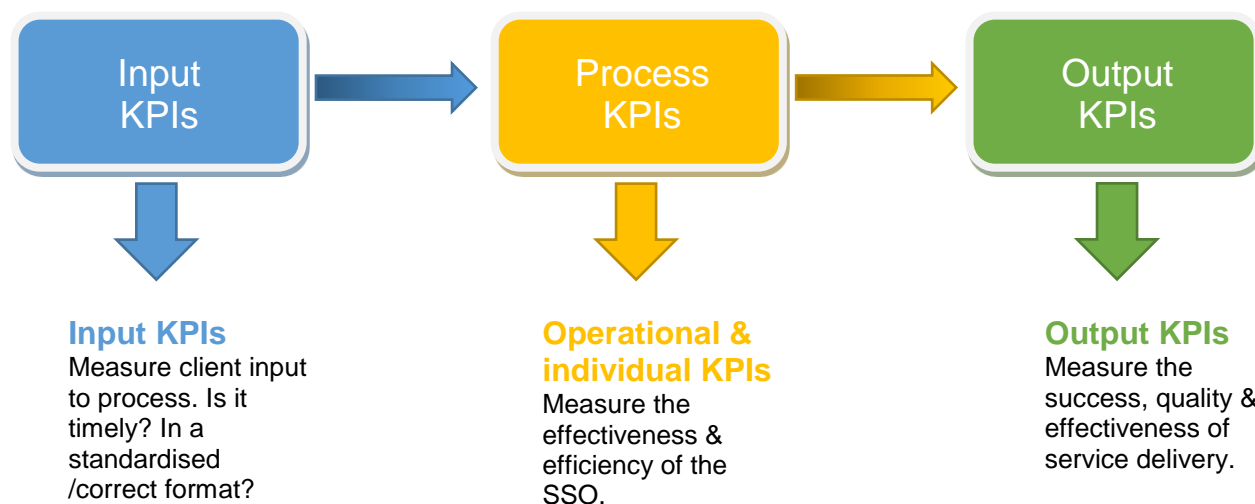 Input
KPIs
Process
KPIs
Output
KPIs
Input KPIs
Measure client input
to process. Is it
timely? In a
standardised
/correct format?
Operational &
individual KPIs
Measure the
effectiveness &
efficiency of the
SSO.
Output KPIs
Measure the
success, quality &
effectiveness of
service delivery.